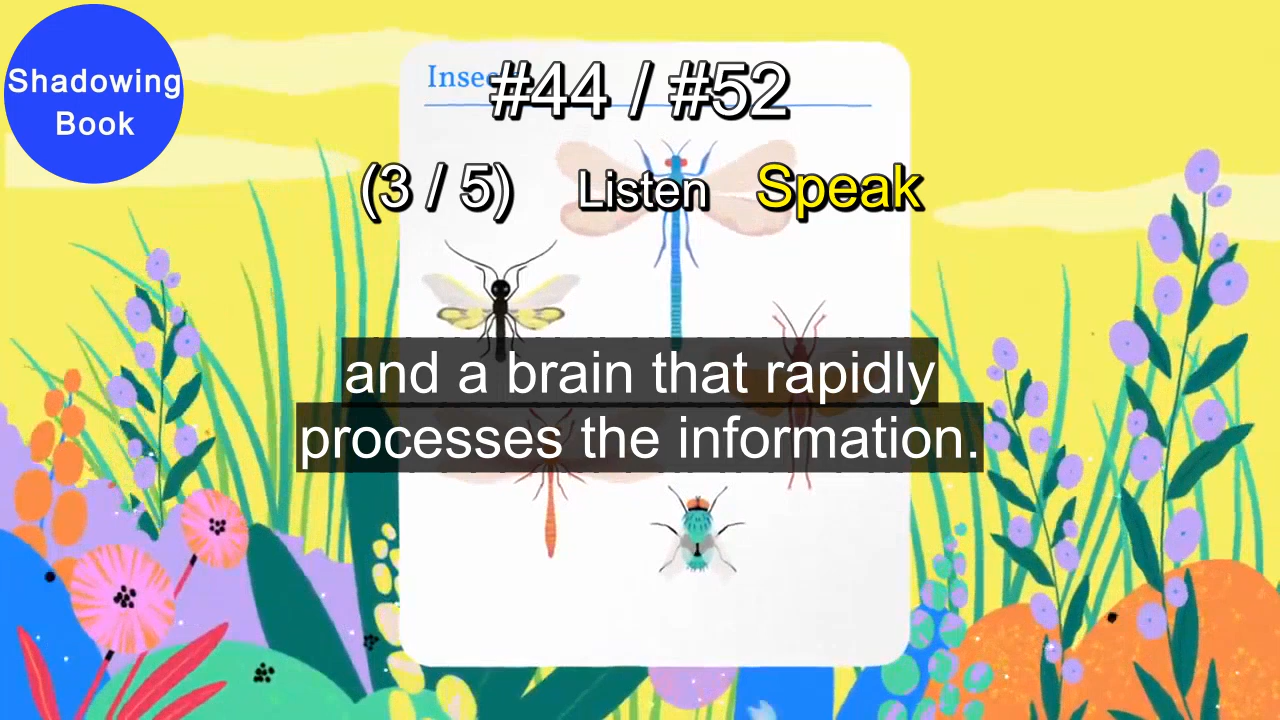 Shadowing
Book
#44 / #52
(3 / 5) Listen Speak
and a brain that rapidly
processes the information.